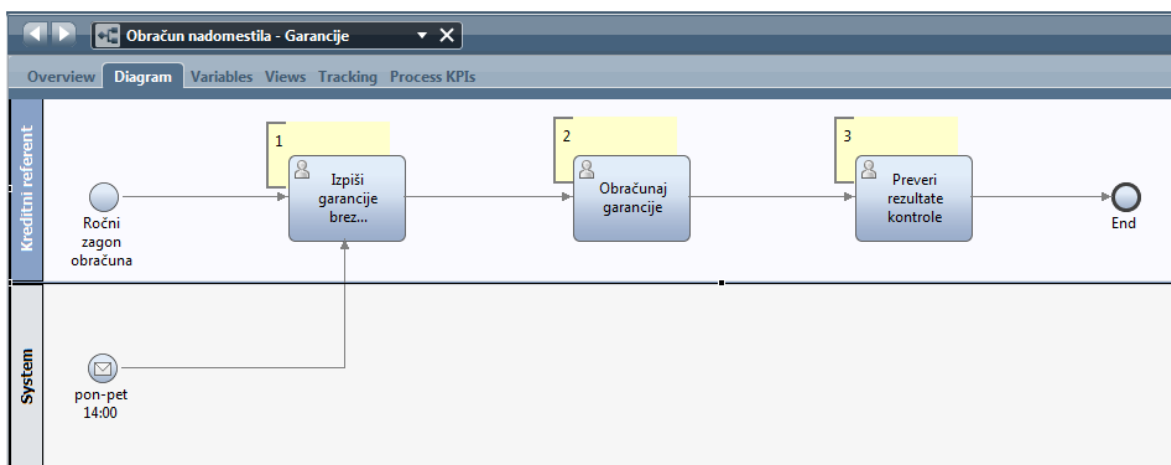 Obračun nadomestila - Garancije
Overview
Diagram
Variables
Views
Tracking
Process KPIs
Kreditni referent
Ročni
zagon
obračuna
1
Izpiši
garancije
brez...
2
Obračunaj
garancije
3
Preveri
rezultate
kontrole
End
System
pon-pet
14:00